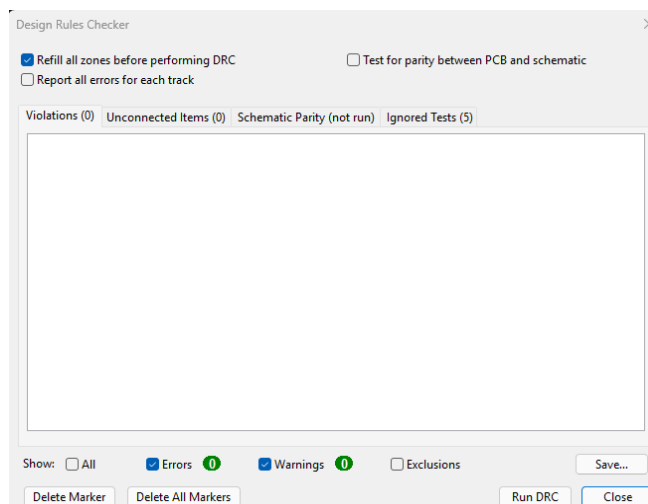 Design Rules Checker
Refill all zones before performing DRC
Test for parity between PCB and schematic
Report all errors for each track
Violations (0) Unconnected Items (0) Schematic Parity (not run) Ignored Tests (5)
Show: All Errors 0 Warnings 0 Exclusions Save...
Delete Marker Delete All Markers Run DRC Close